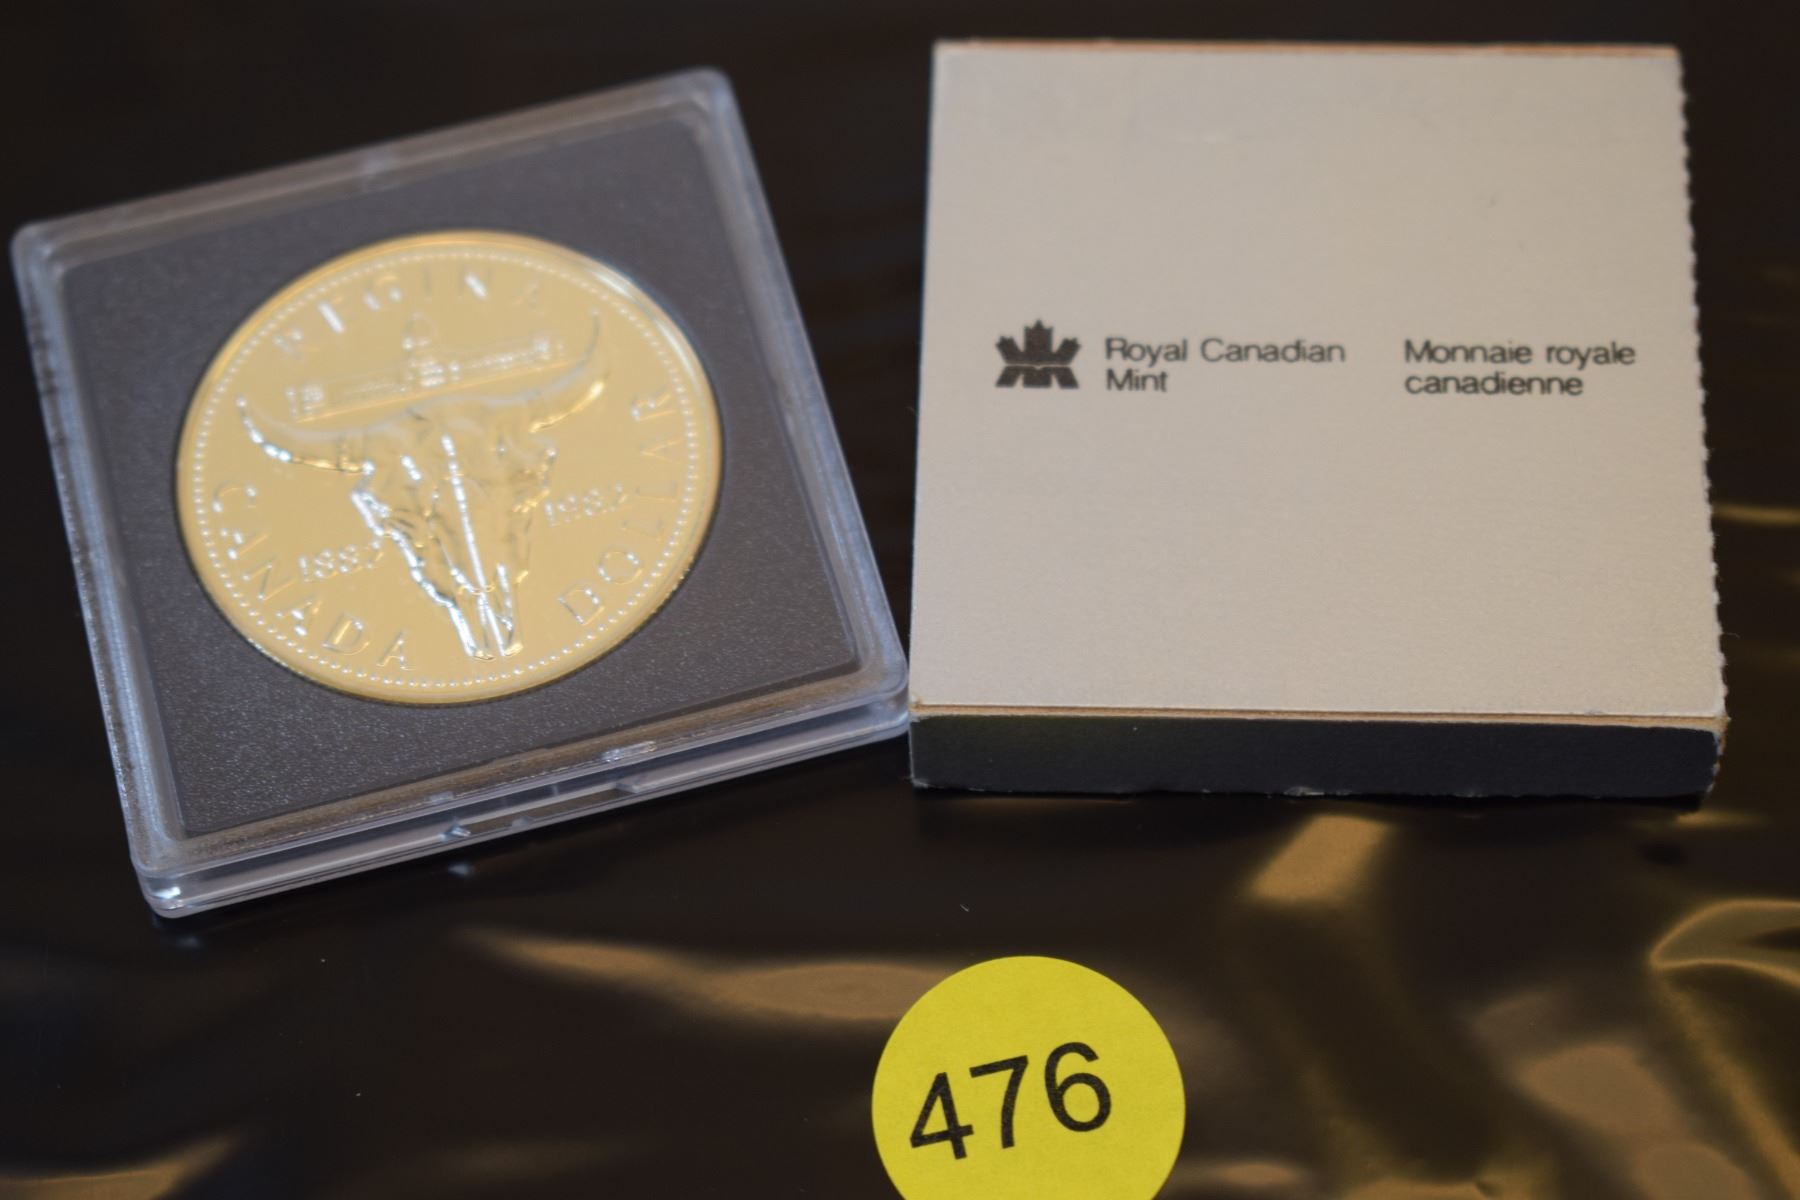 REGINA
CANADA
1882
1982
DOLLAR
Royal Canadian
Mint
Monnaie royale
canadienne
476